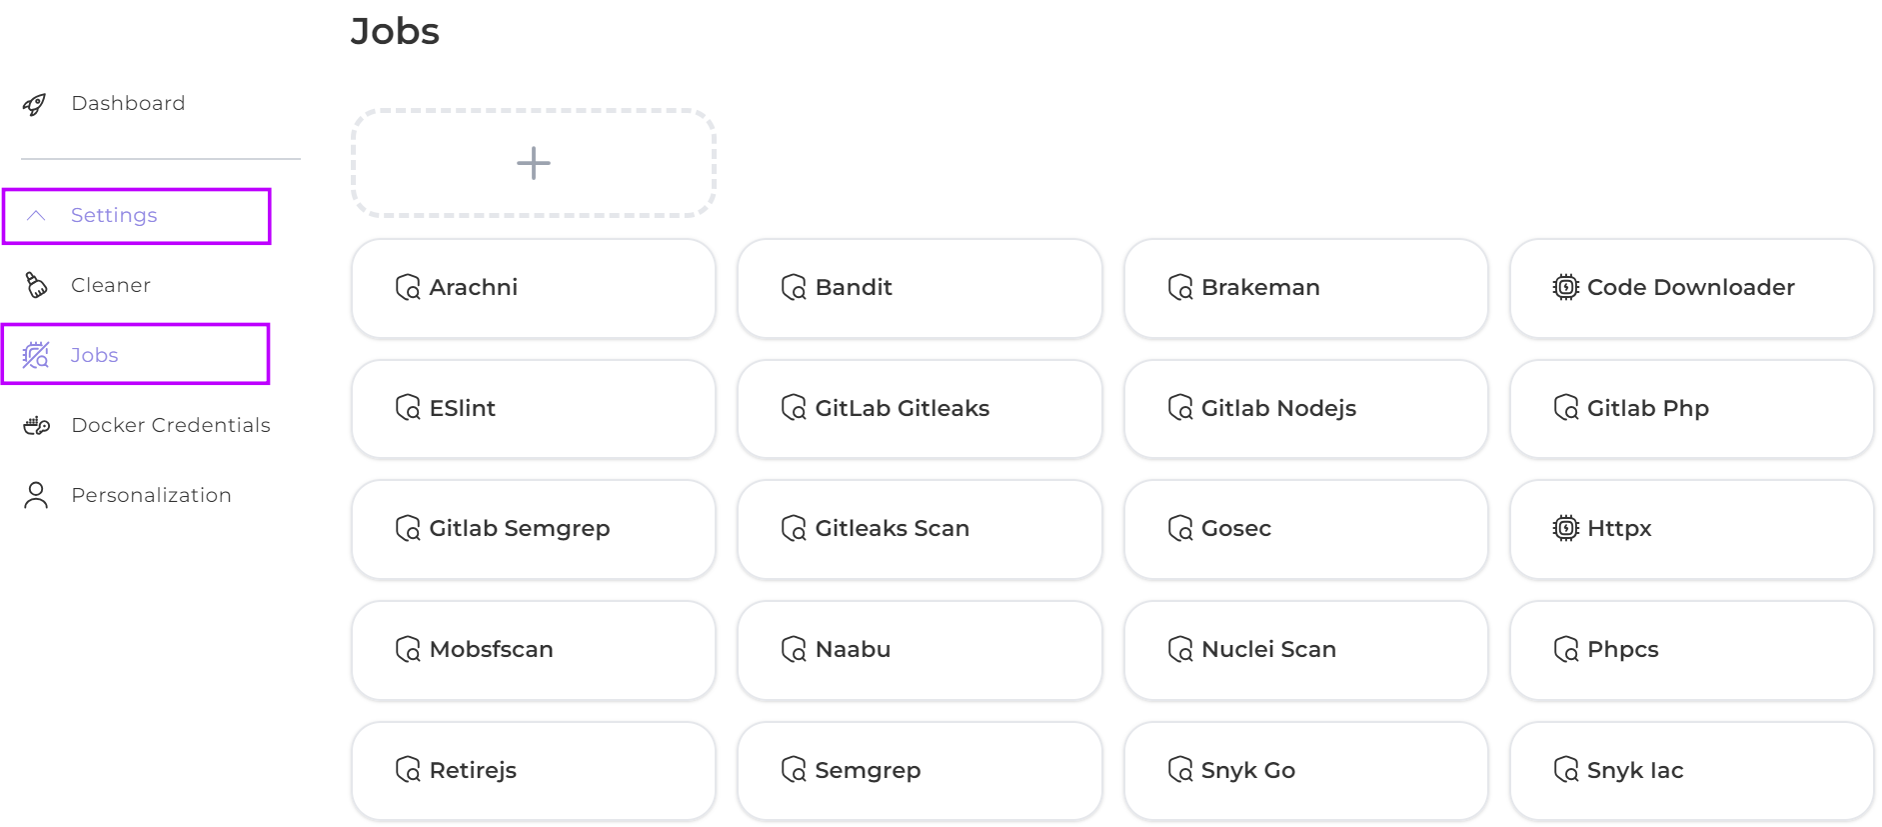 Jobs
Dashboard
Settings
Cleaner
Jobs
Docker Credentials
Personalization
Arachni
Bandit
Brakeman
Code Downloader
ESlint
GitLab Gitleaks
Gitlab Nodejs
Gitlab Php
Gitlab Semgrep
Gitleaks Scan
Gosec
Httpx
Mobsfscan
Naabu
Nuclei Scan
Phpcs
Retirejs
Semgrep
Snyk Go
Snyk Iac